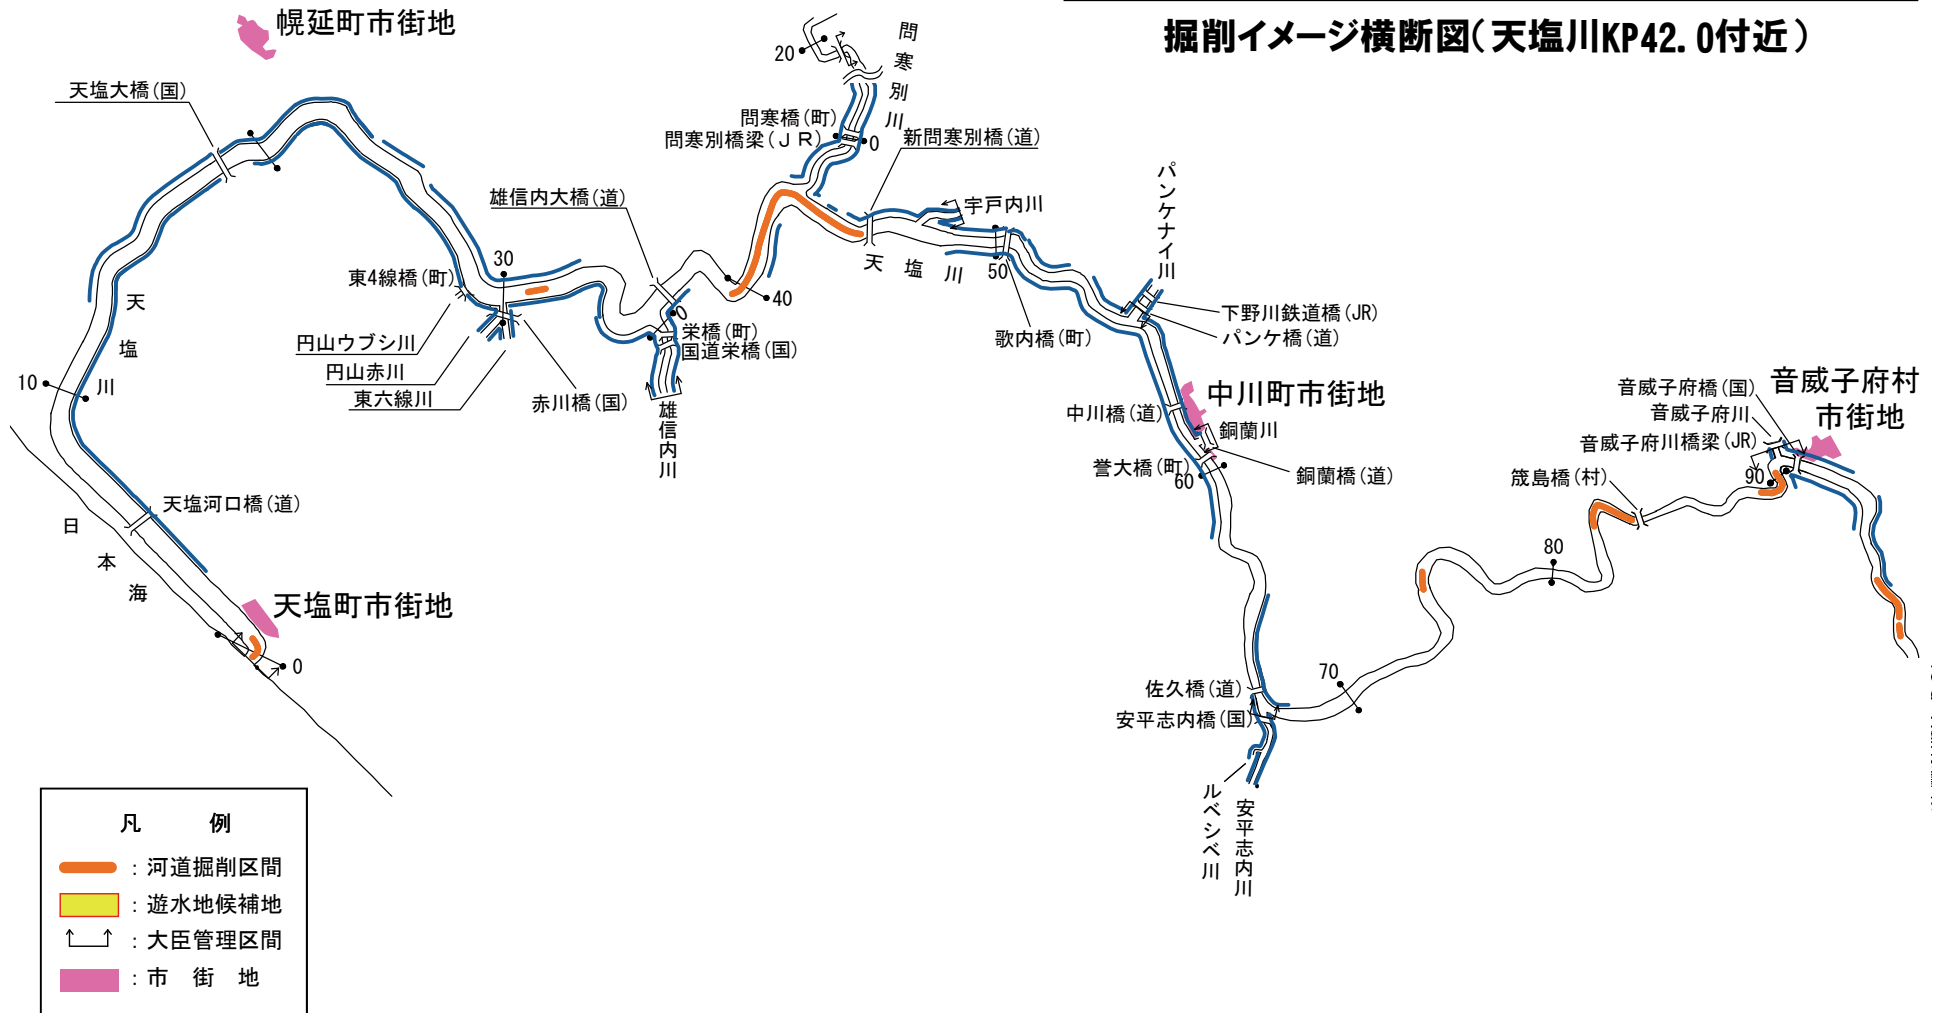 掘削イメージ横断図(天塩川KP42.0付近)
幌延町市街地
天塩大橋(国)
20
問寒別川
問寒橋(町)
問寒別橋梁(JR)
0
新問寒別橋(道)
雄信内大橋(道)
宇戸内川
パンケナイ川
天塩川
50
30
東4線橋(町)
40
下野川鉄道橋(JR)
パンケ橋(道)
歌内橋(町)
0
栄橋(町)
国道栄橋(国)
円山ウブシ川
円山赤川
東六線川
赤川橋(国)
雄信内川
天塩川
10
中川町市街地
中川橋(道)
銅蘭川
誉大橋(町)
60
銅蘭橋(道)
音威子府橋(国)
音威子府村
市街地
音威子府川
音威子府川橋梁(JR)
90
筬島橋(村)
天塩河口橋(道)
日本海
80
天塩町市街地
0
70
佐久橋(道)
安平志内橋(国)
ルベシベ川
安平志内川
凡 例
:河道掘削区間
:遊水地候補地
:大臣管理区間
:市 街 地